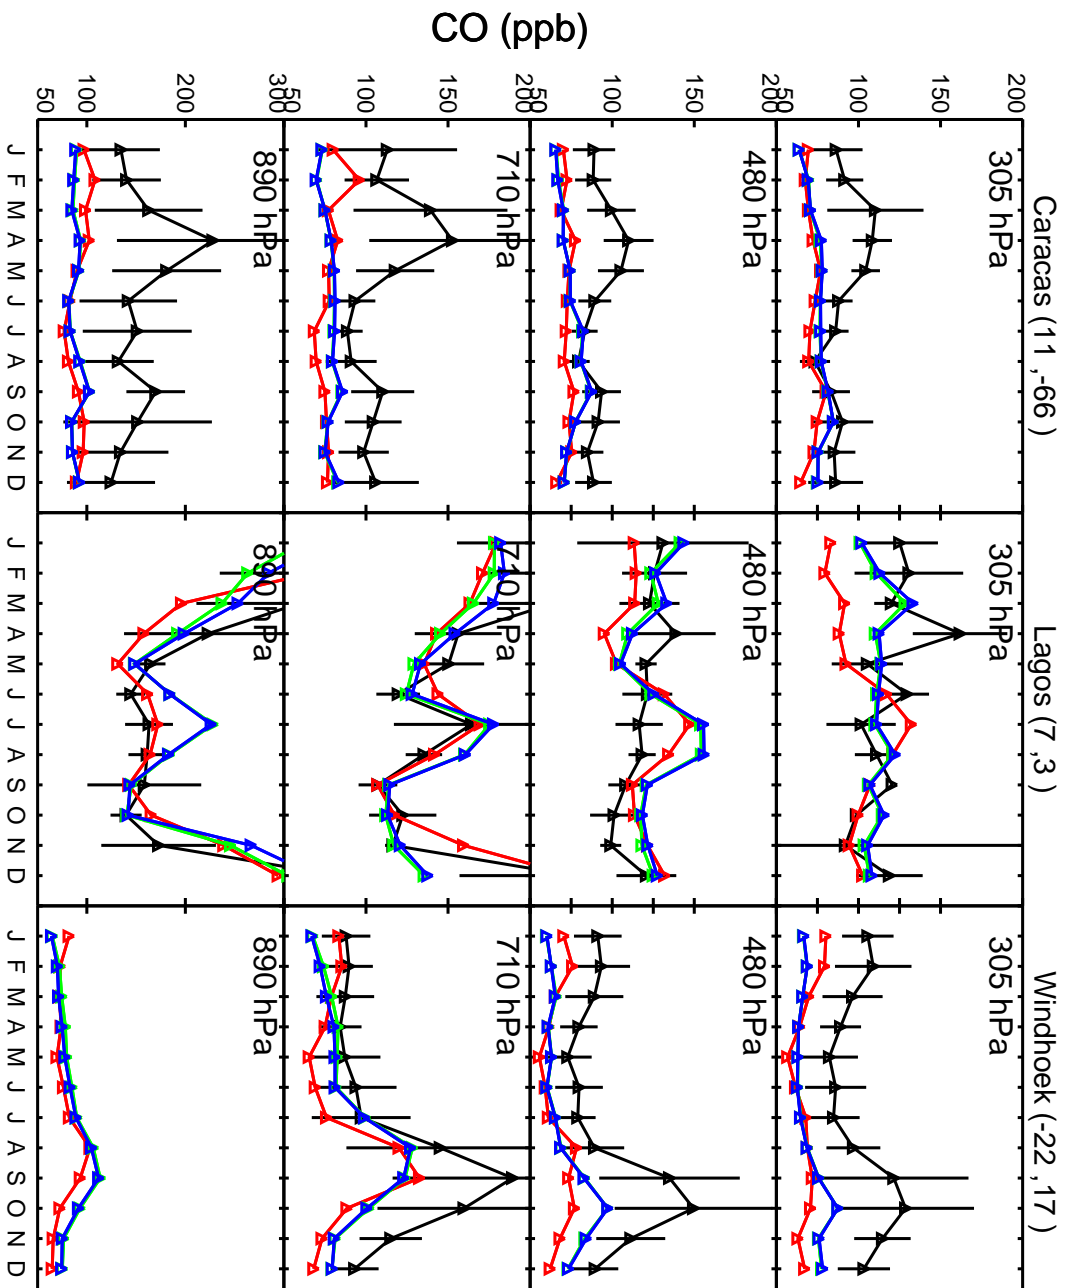 Caracas (11 ,-66 )
Lagos (7 ,3 )
Windhoek (-22 , 17 )
CO (ppb)
200
150
100
50
305 hPa
305 hPa
305 hPa
200
150
100
50
480 hPa
480 hPa
480 hPa
200
150
100
50
710 hPa
710 hPa
710 hPa
300
200
100
50
890 hPa
890 hPa
890 hPa
J F M A M J J A S O N D
J F M A M J J A S O N D
J F M A M J J A S O N D